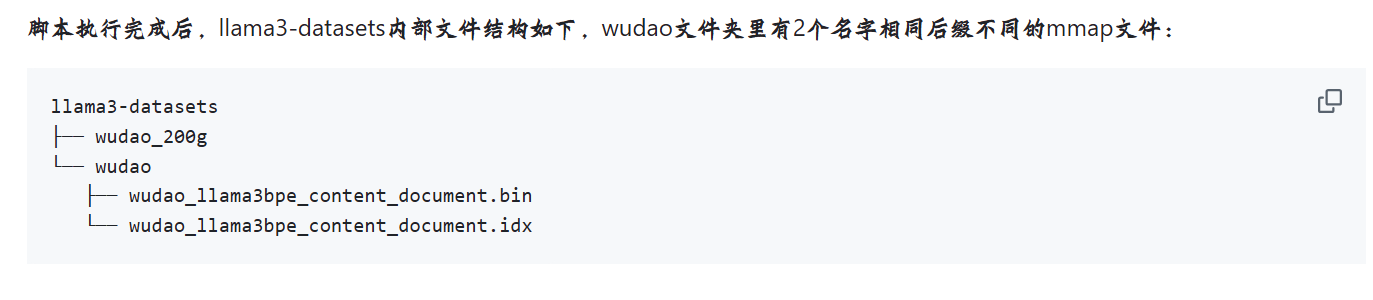 脚本执行完成后，llama3-datasets内部文件结构如下，wudao文件夹里有2个名字相同后缀不同的mmap文件：
llama3-datasets
├── wudao_200g
└── wudao
   ├── wudao_llama3bpe_content_document.bin
   └── wudao_llama3bpe_content_document.idx